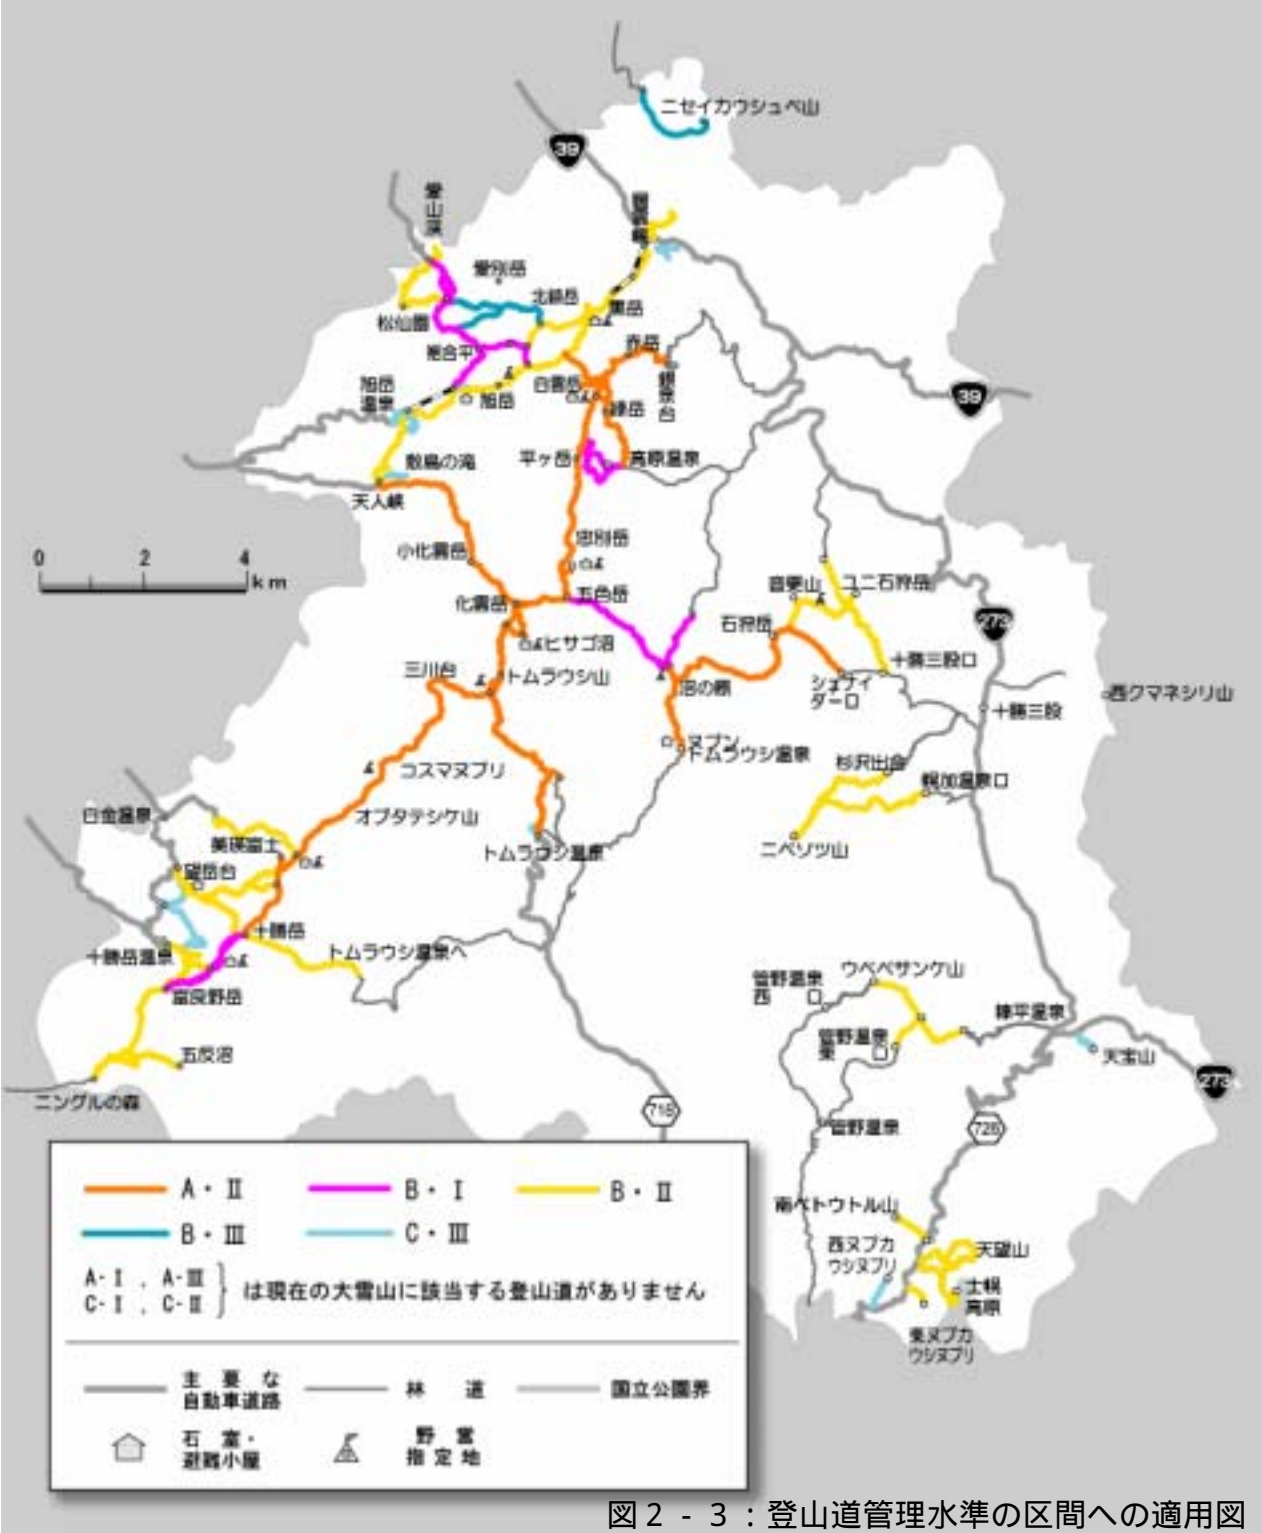 ニセイカウシュペ山
39
愛山渓
層雲峡
愛別岳
北鎮岳
黒岳
松仙園
沼合平
赤岳
銀泉台
旭岳
温泉
旭岳
白雲岳
緑岳
39
敷島の滝
平ヶ岳
高原温泉
天人峡
0 2 4 km
小化雲岳
忠別岳
化雲岳
五色岳
音更山
ユニ石狩岳
石狩岳
273
ヒサゴ沼
十勝三股口
三川台
トムラウシ山
沼の原
シュナイ
ダー口
西クマネシリ山
十勝三股
ヌプン
トムラウシ温泉
コスマヌプリ
杉沢出合
幌加温泉口
白金温泉
オプタテシケ山
美瑛富士
トムラウシ温泉
ニペソツ山
望岳台
十勝岳
トムラウシ温泉へ
十勝岳温泉
富良野岳
ウペペサンケ山
管野温泉
西 口
糠平温泉
管野温泉
東 口
天宝山
五反沼
ニングルの森
273
718
管野温泉
726
南ペトウトル山
西ヌプカ
ウシヌプリ
天望山
士幌
高原
東ヌプカ
ウシヌプリ
A・Ⅱ B・Ⅰ B・Ⅱ
B・Ⅲ C・Ⅲ
A-Ⅰ , A-Ⅲ
C-Ⅰ , C-Ⅱ
は現在の大雪山に該当する登山道がありません
主要な
自動車道路
林道
国立公園界
石室・
避難小屋
野営
指定地
図2-3:登山道管理水準の区間への適用図